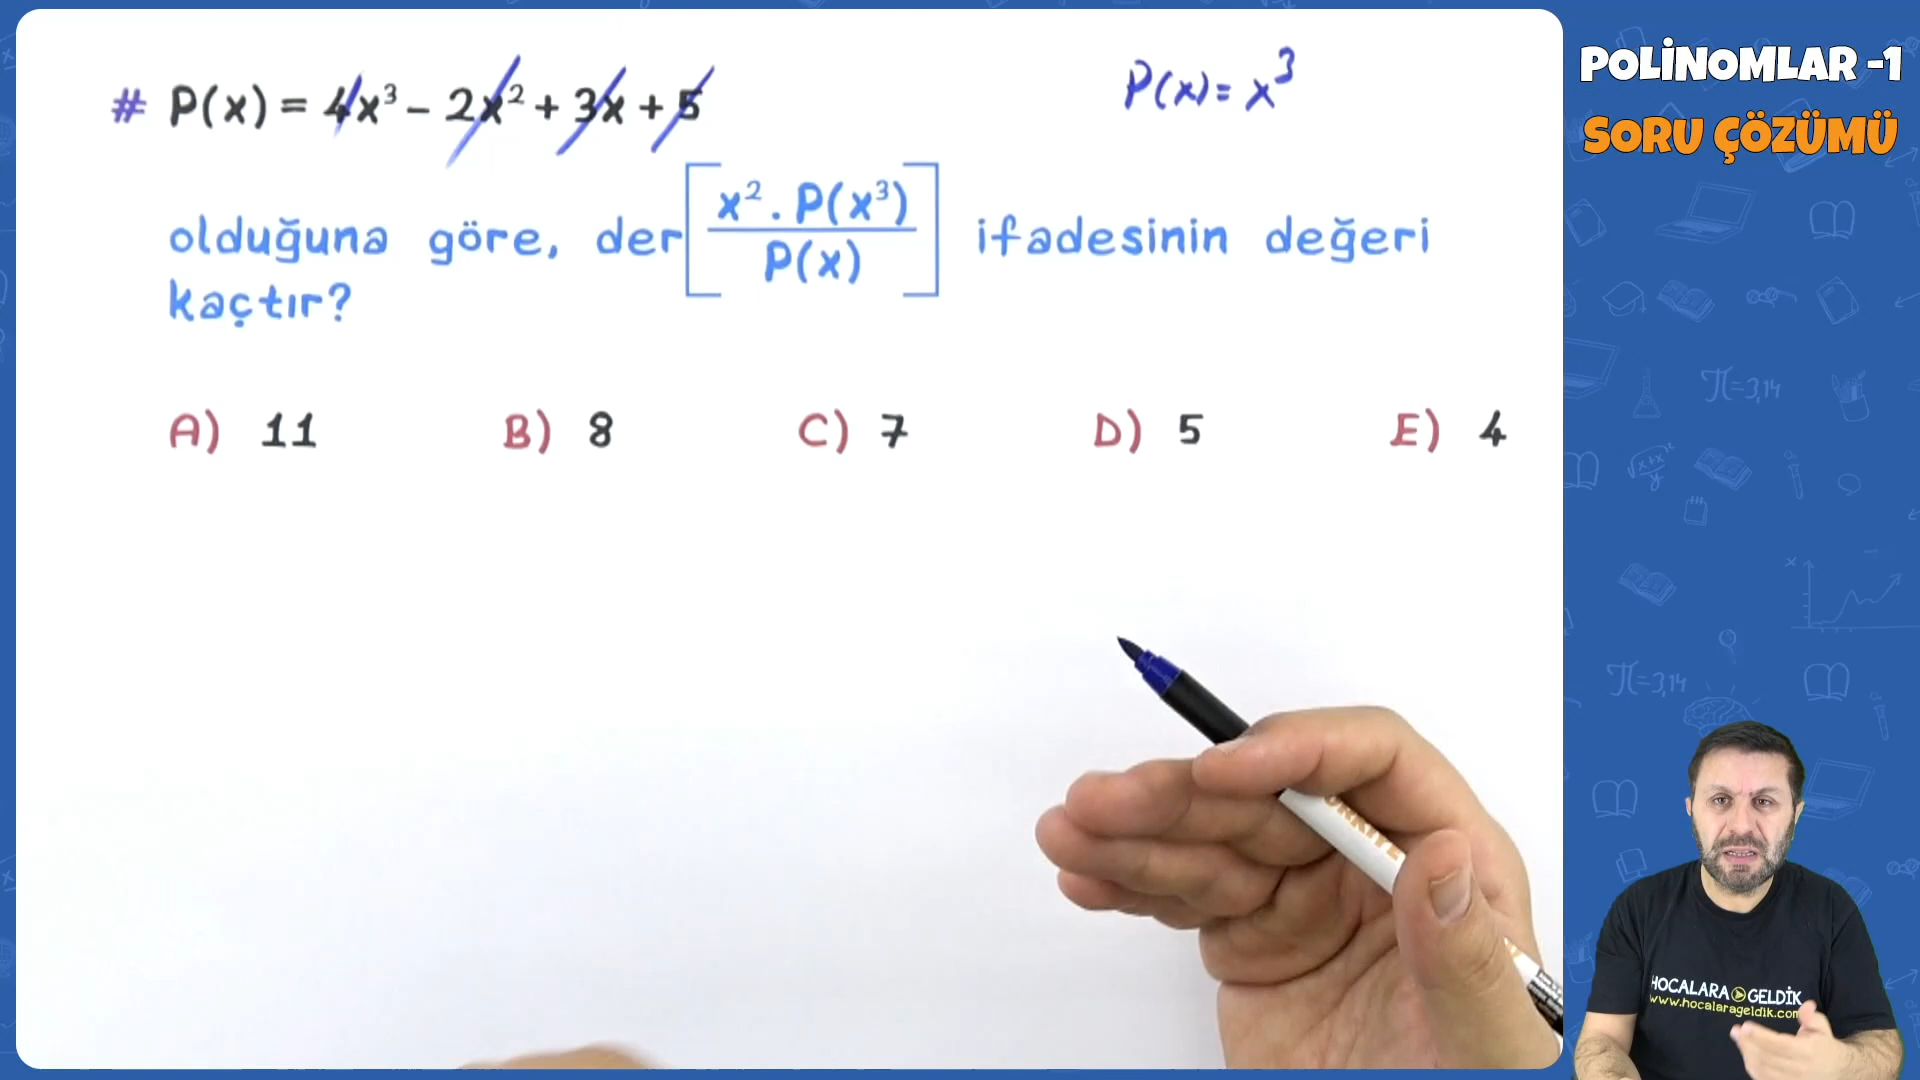 # P(x) = 4x³ - 2x² + 3x + 5
P(x) = x³
olduğuna göre, der[x² . P(x³) / P(x)] ifadesinin değeri
kaçtır?
A) 11 B) 8 C) 7 D) 5 E) 4
POLİNOMLAR -1
SORU ÇÖZÜMÜ
π=3,14
π=3,14
HOCALARA GELDİK
www.hocalarageldik.com